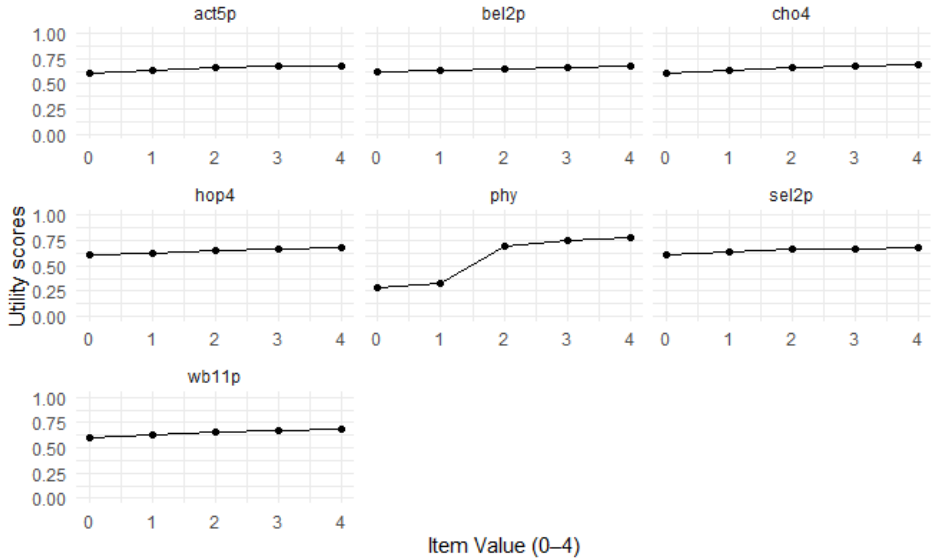 act5p bel2p cho4
1.00
0.75
0.50
0.25
0.00
0 1 2 3 4 0 1 2 3 4 0 1 2 3 4
hop4 phy sel2p
1.00
0.75
0.50
0.25
0.00
0 1 2 3 4 0 1 2 3 4 0 1 2 3 4
Utility scores
wb11p
1.00
0.75
0.50
0.25
0.00
0 1 2 3 4
Item Value (0–4)